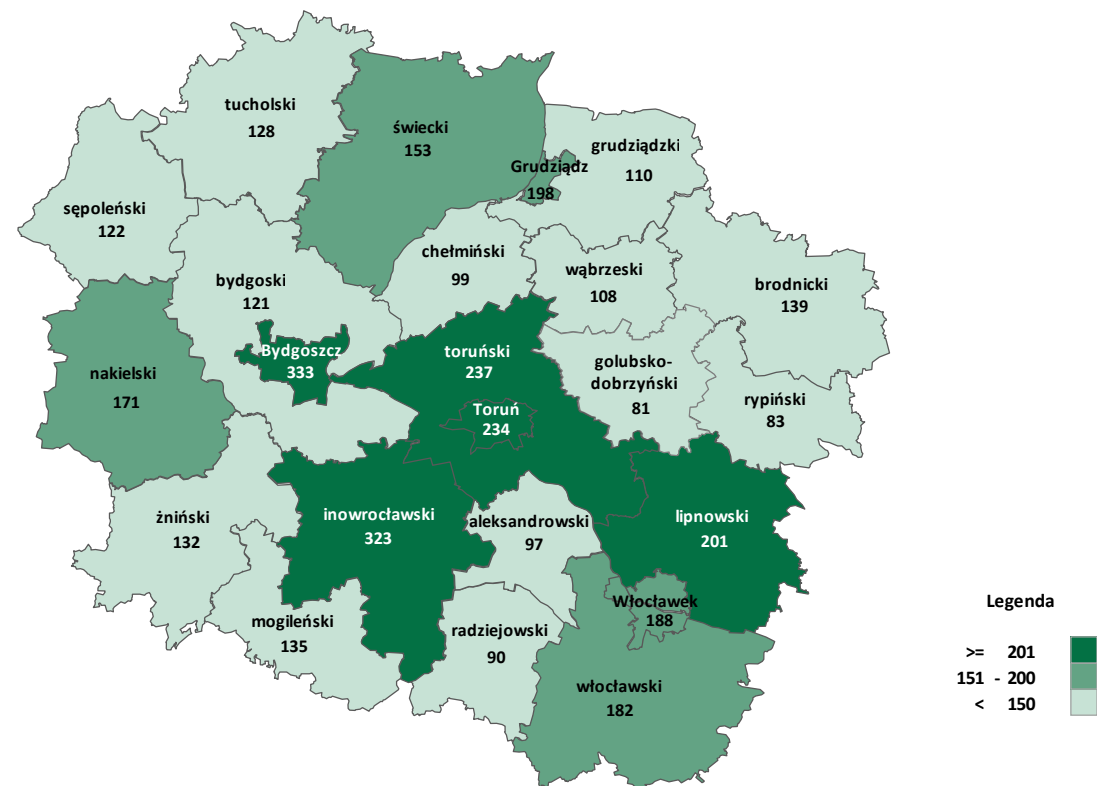 tucholski
128
świecki
153
grudziądzki
110
Grudziądz
198
sępoleński
122
chełmiński
99
wąbrzeski
108
brodnicki
139
bydgoski
121
Bydgoszcz
333
toruński
237
golubsko-
dobrzyński
81
nakielski
171
rypiński
83
Toruń
234
żniński
132
inowrocławski
323
aleksandrowski
97
lipnowski
201
Włocławek
188
mogileński
135
radziejowski
90
włocławski
182
Legenda
>= 201
151 - 200
< 150